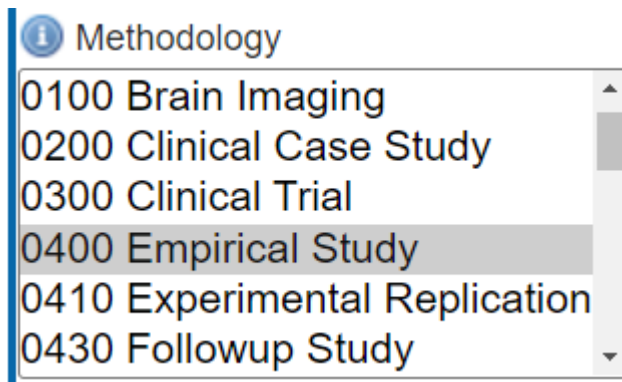 Methodology
0100 Brain Imaging
0200 Clinical Case Study
0300 Clinical Trial
0400 Empirical Study
0410 Experimental Replication
0430 Followup Study